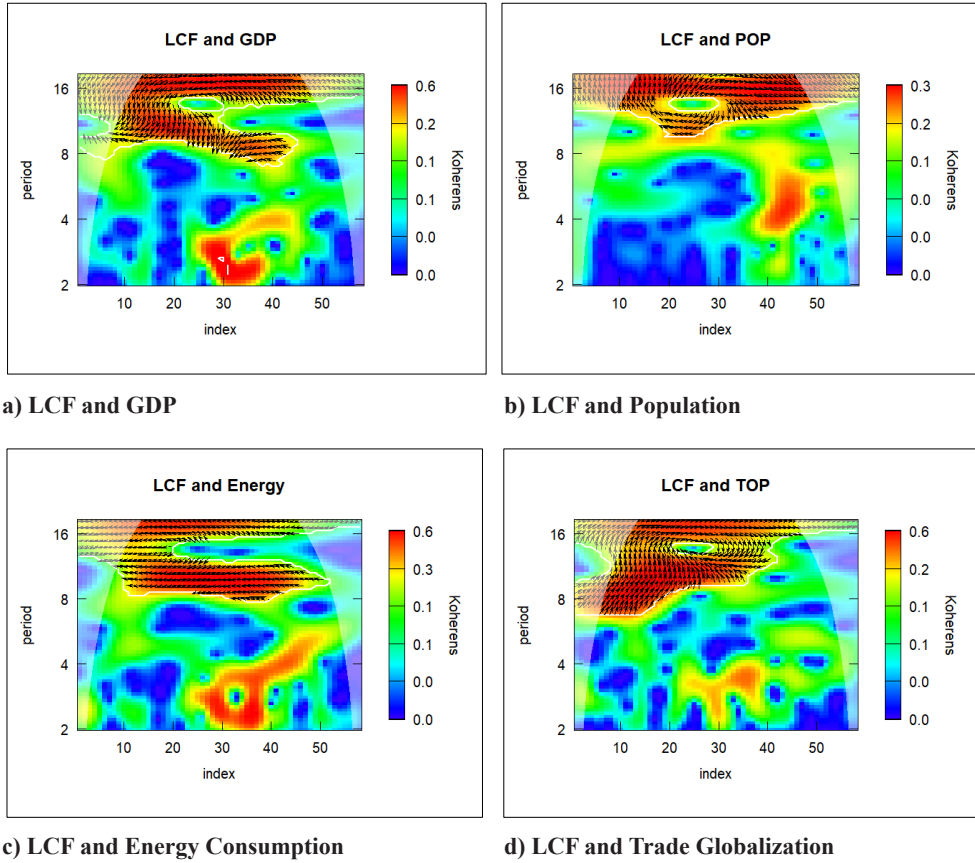 LCF and GDP
16
8
4
2
period
10 20 30 40 50
index
0.6
0.2
0.1
0.0
0.0
Koherens
a) LCF and GDP
LCF and POP
16
8
4
2
period
10 20 30 40 50
index
0.3
0.2
0.1
0.0
0.0
Koherens
b) LCF and Population
LCF and Energy
16
8
4
2
period
10 20 30 40 50
index
0.6
0.3
0.1
0.1
0.0
0.0
Koherens
c) LCF and Energy Consumption
LCF and TOP
16
8
4
2
period
10 20 30 40 50
index
0.6
0.3
0.1
0.1
0.0
0.0
Koherens
d) LCF and Trade Globalization